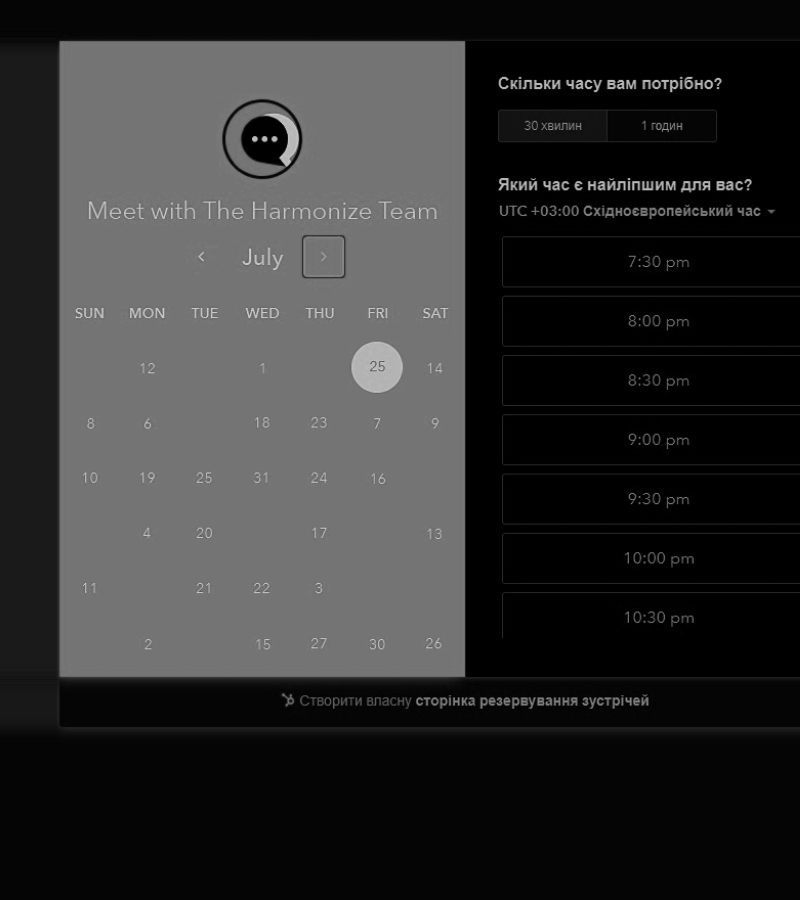 Meet with The Harmonize Team
July
SUN MON TUE WED THU FRI SAT
12 1 25 14
8 6 18 23 7 9
10 19 25 31 24 16
4 20 17 13
11 21 22 3
2 15 27 30 26
Скільки часу вам потрібно?
30 хвилин 1 годин
Який час є найліпшим для вас?
UTC +03:00 Східноєвропейський час
7:30 pm
8:00 pm
8:30 pm
9:00 pm
9:30 pm
10:00 pm
10:30 pm
Створити власну сторінка резервування зустрічей